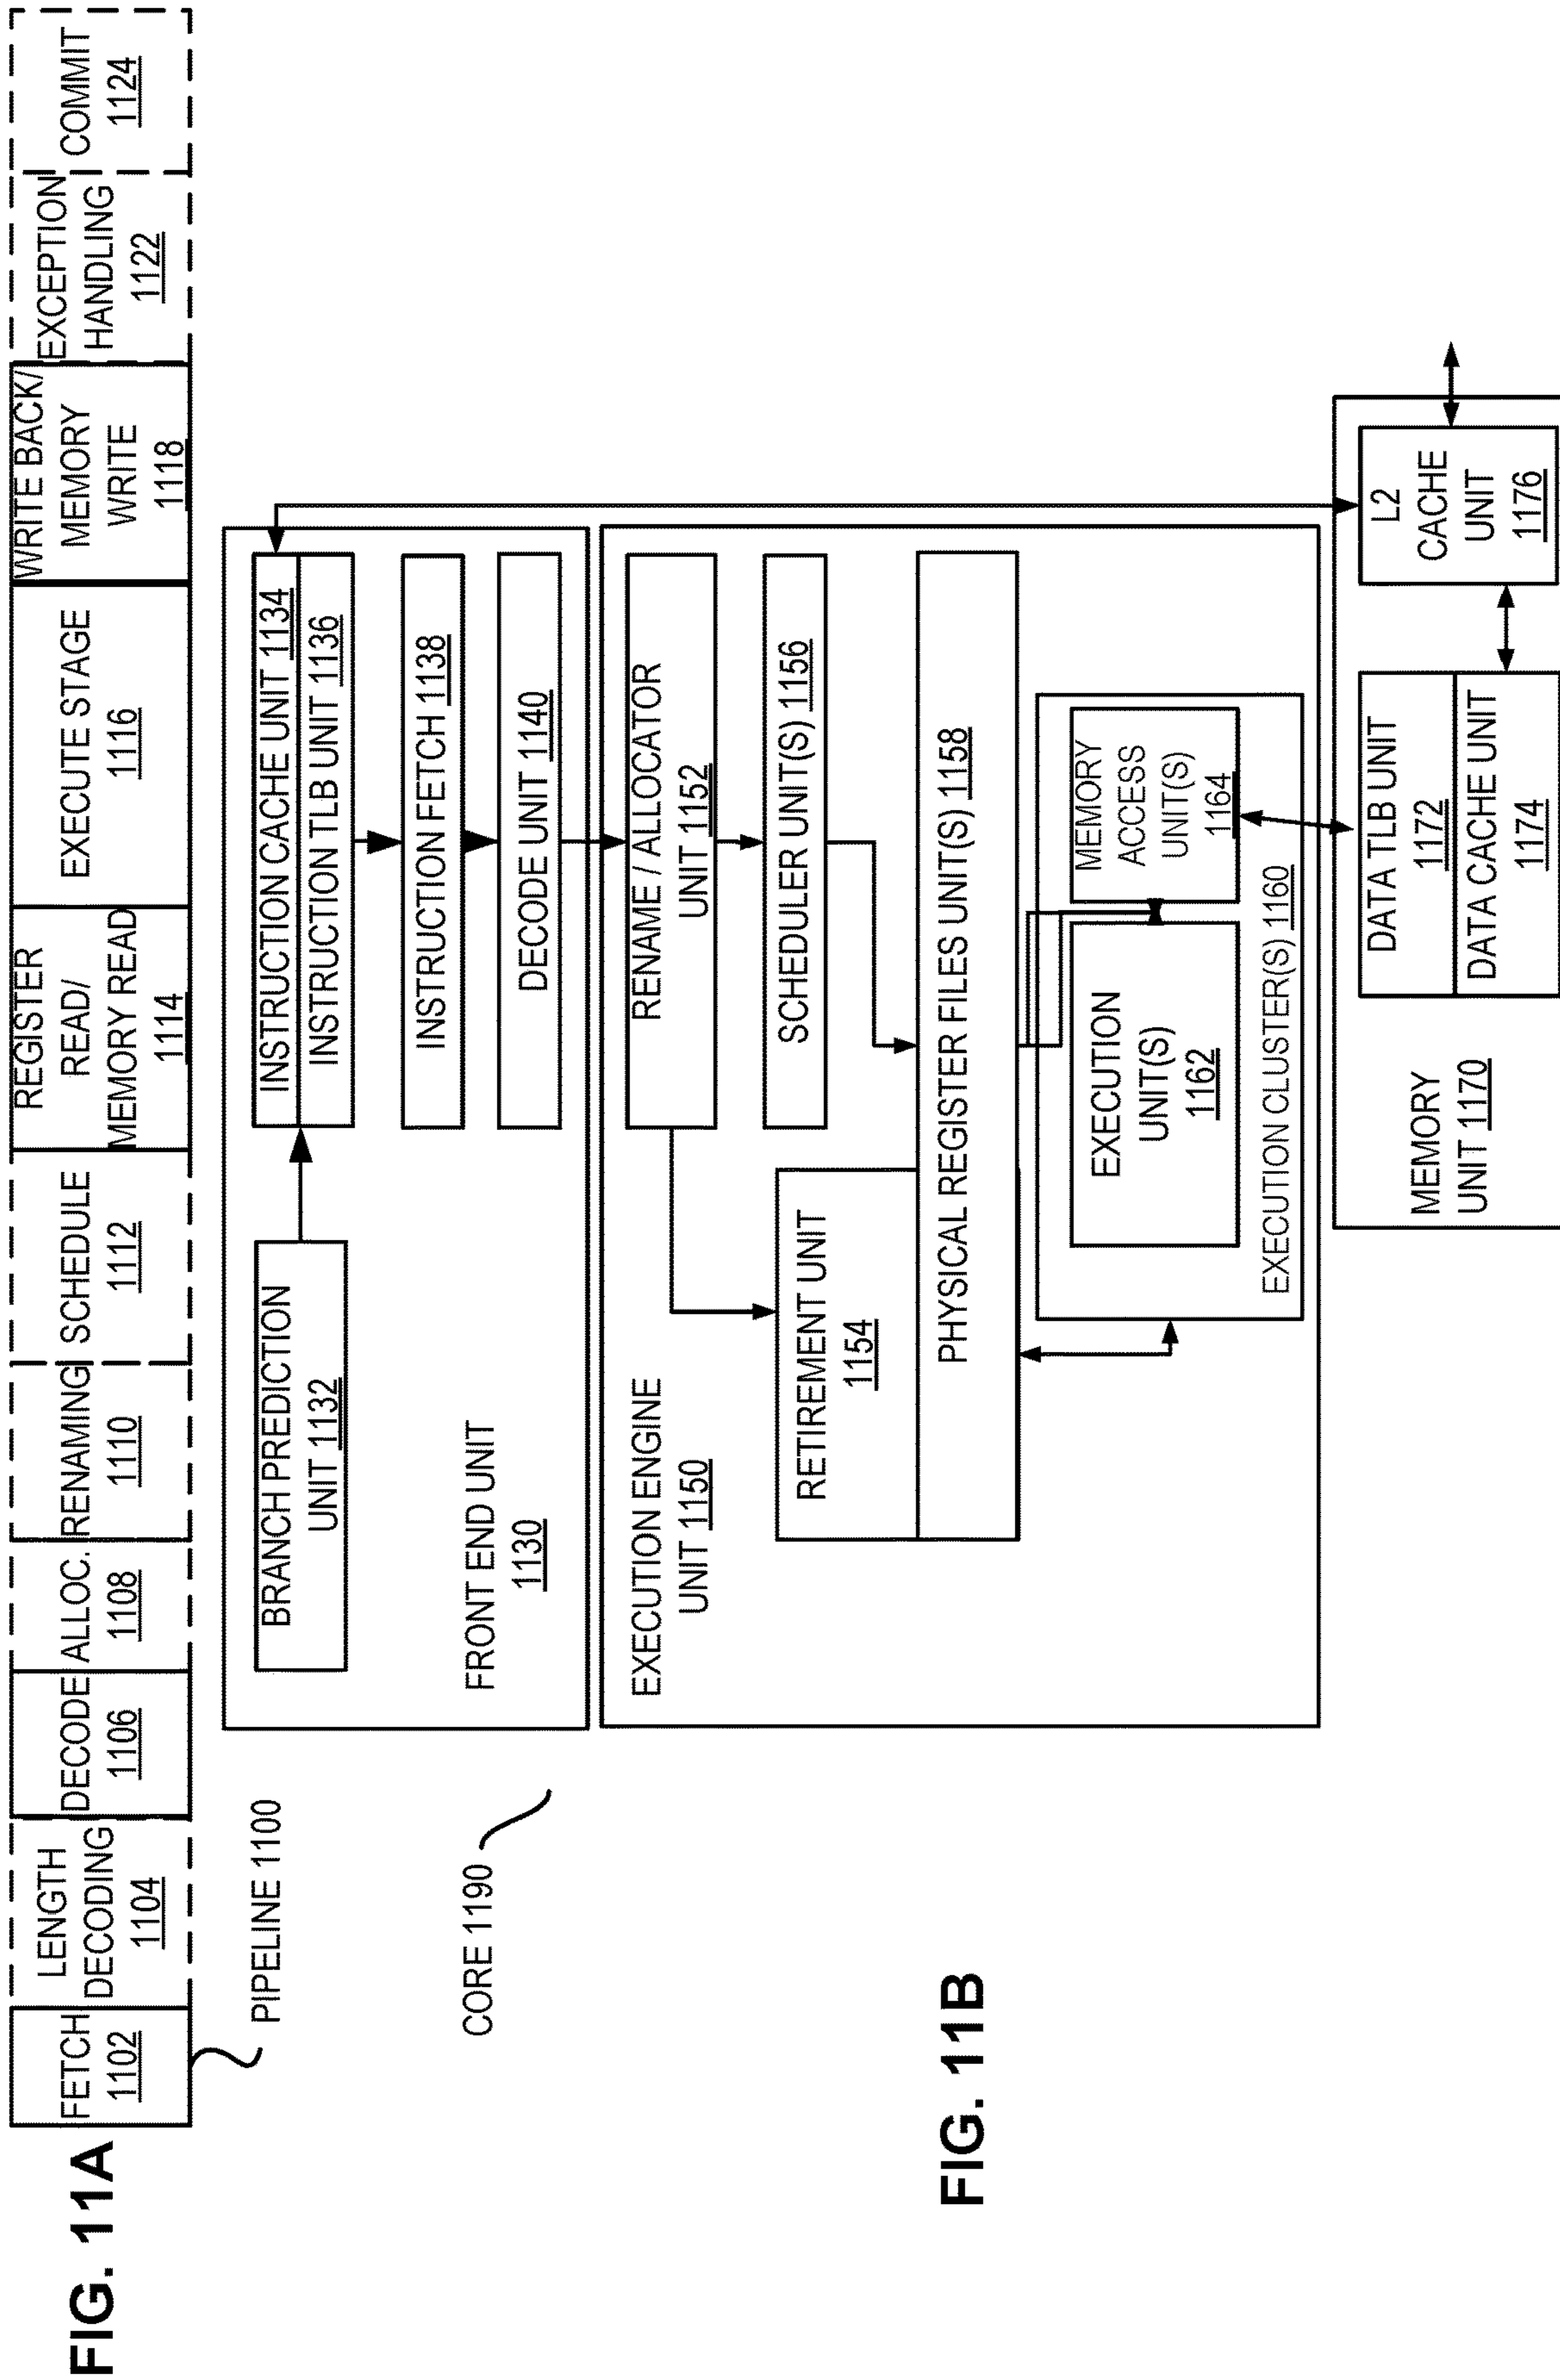 FIG. 11A
FETCH
1102
LENGTH
DECODING
1104
DECODE
1106
ALLOC.
1108
RENAMING
1110
SCHEDULE
1112
REGISTER
READ/
MEMORY READ
1114
EXECUTE STAGE
1116
WRITE BACK/
MEMORY
WRITE
1118
EXCEPTION
HANDLING
1122
COMMIT
1124
PIPELINE 1100
CORE 1190
FIG. 11B
BRANCH PREDICTION
UNIT 1132
INSTRUCTION CACHE UNIT 1134
INSTRUCTION TLB UNIT 1136
INSTRUCTION FETCH 1138
DECODE UNIT 1140
FRONT END UNIT
1130
EXECUTION ENGINE
UNIT 1150
RENAME / ALLOCATOR
UNIT 1152
SCHEDULER UNIT(S) 1156
RETIREMENT UNIT
1154
PHYSICAL REGISTER FILES UNIT(S) 1158
EXECUTION
UNIT(S)
1162
MEMORY
ACCESS
UNIT(S)
1164
EXECUTION CLUSTER(S) 1160
MEMORY
UNIT 1170
DATA TLB UNIT
1172
DATA CACHE UNIT
1174
L2
CACHE
UNIT
1176